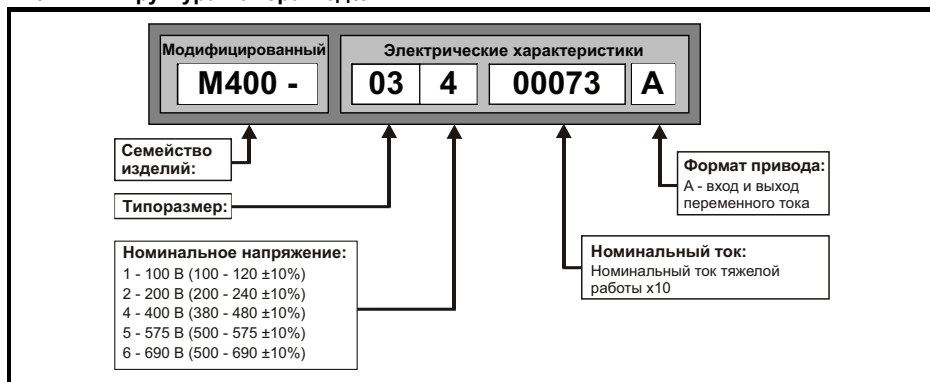 Модифицированный
Электрические характеристики
M400 - 03 4 00073 A
Семейство
изделий:
Типоразмер:
Номинальное напряжение:
1 - 100 В (100 - 120 ±10%)
2 - 200 В (200 - 240 ±10%)
4 - 400 В (380 - 480 ±10%)
5 - 575 В (500 - 575 ±10%)
6 - 690 В (500 - 690 ±10%)
Номинальный ток:
Номинальный ток тяжелой
работы x10
Формат привода:
А - вход и выход
переменного тока